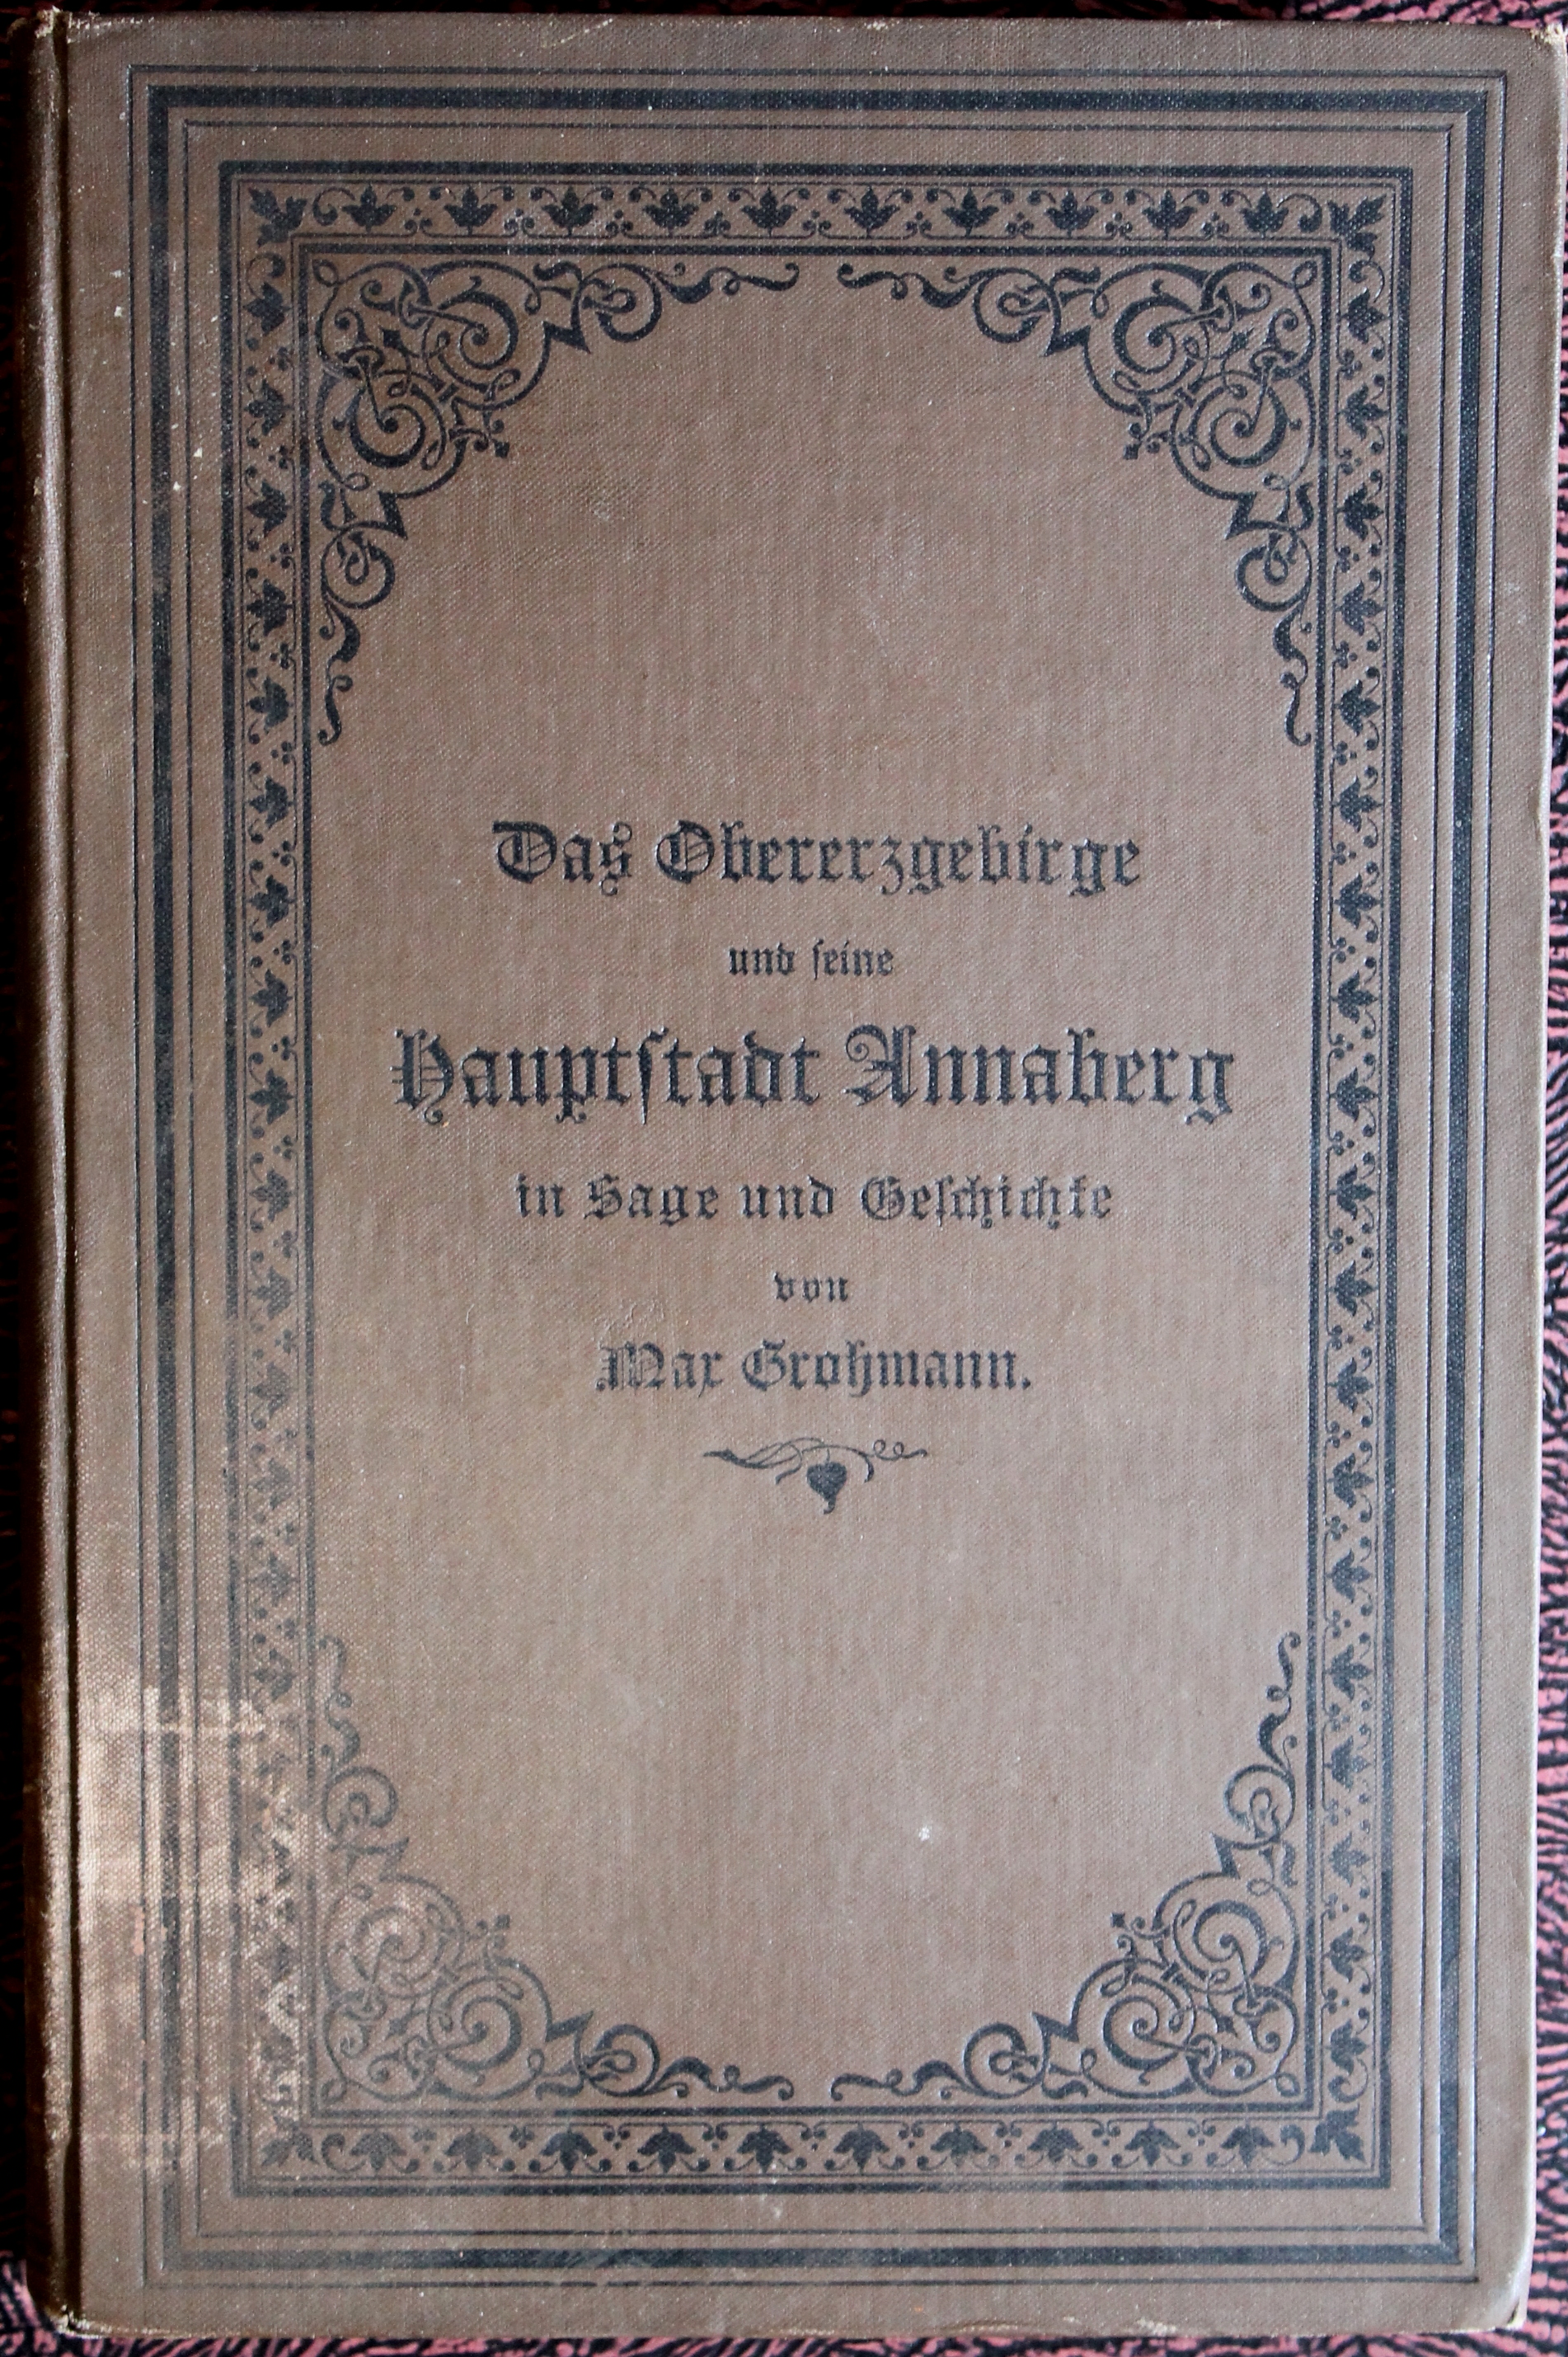 Das Obererzgebirge
und ſeine
Hauptſtadt Annaberg
in Sage und Geſchichte
von
Max Grohmann.